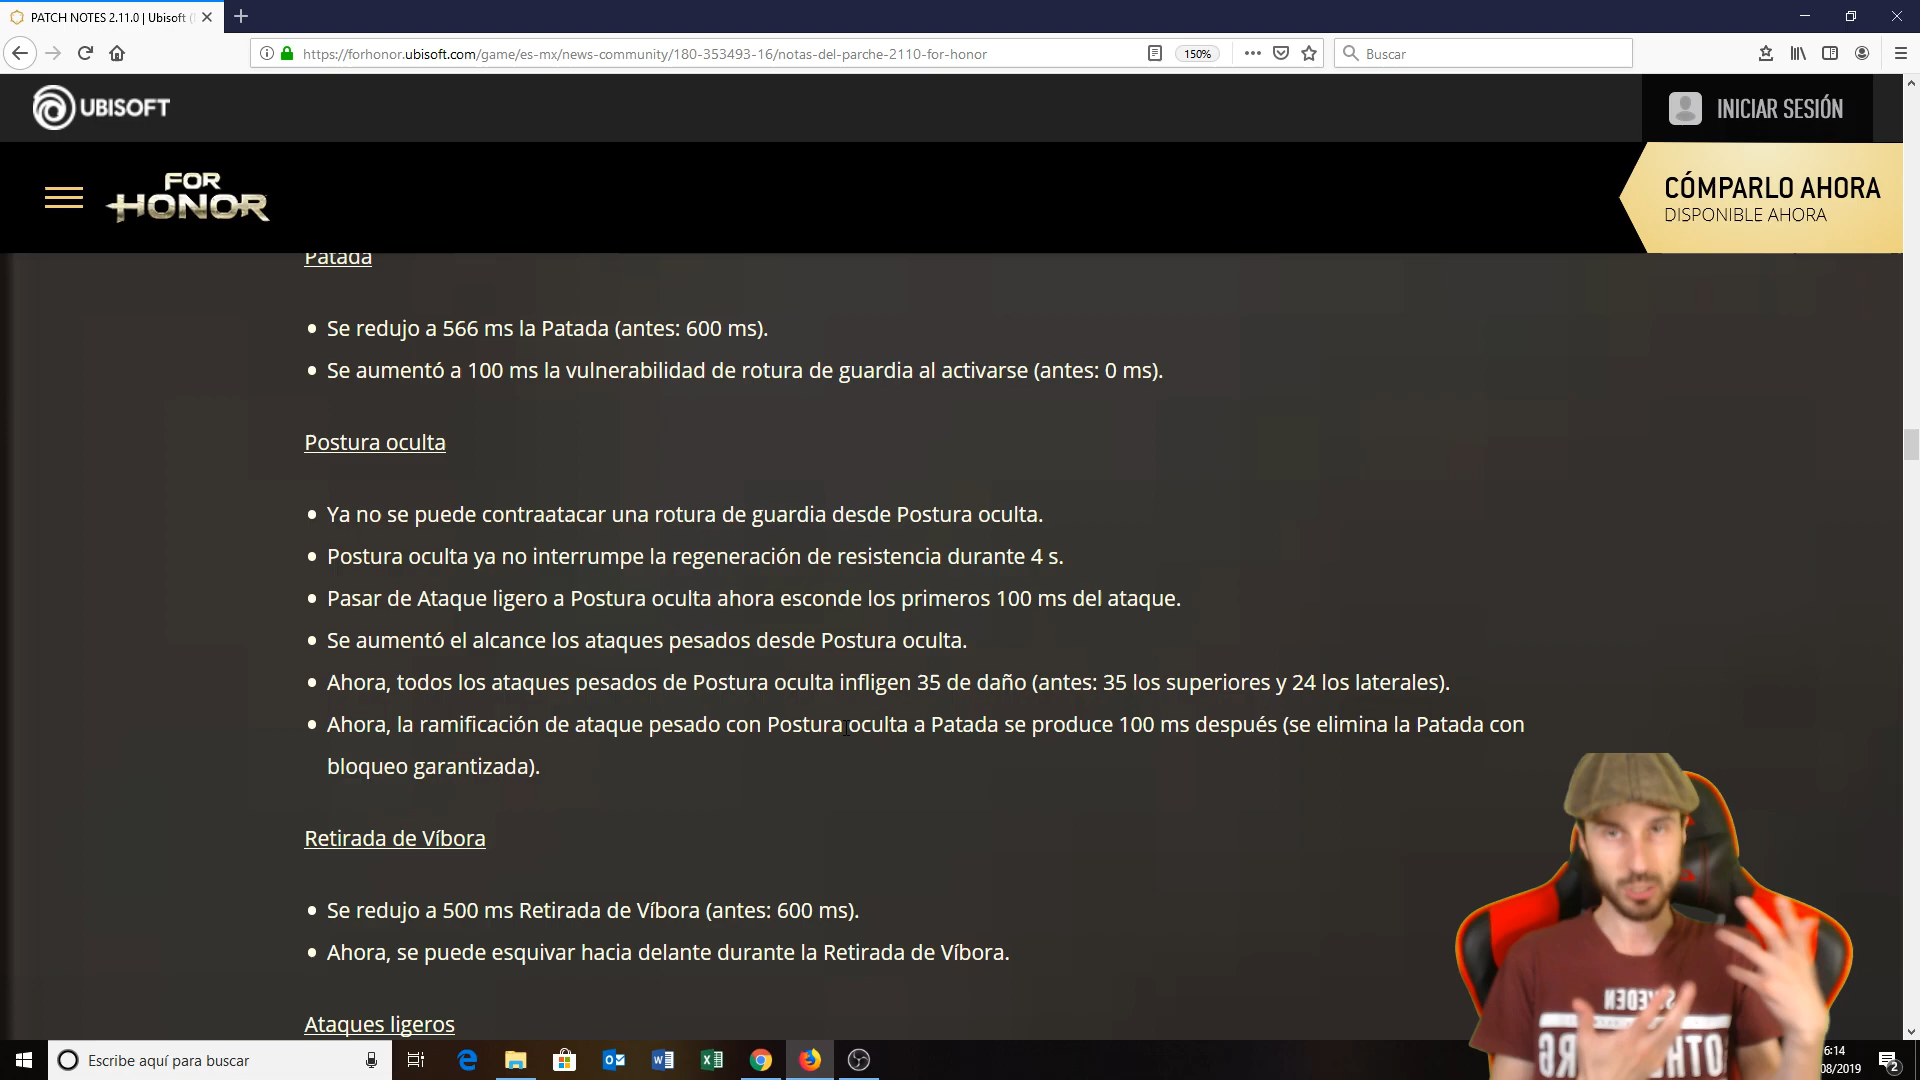 PATCH NOTES 2.11.0 | Ubisoft (
https://forhonor.ubisoft.com/game/es-mx/news-community/180-353493-16/notas-del-parche-2110-for-honor
150%
Buscar
UBISOFT
INICIAR SESIÓN
FOR HONOR
CÓMPARLO AHORA
DISPONIBLE AHORA
Patada
Se redujo a 566 ms la Patada (antes: 600 ms).
Se aumentó a 100 ms la vulnerabilidad de rotura de guardia al activarse (antes: 0 ms).
Postura oculta
Ya no se puede contraatacar una rotura de guardia desde Postura oculta.
Postura oculta ya no interrumpe la regeneración de resistencia durante 4 s.
Pasar de Ataque ligero a Postura oculta ahora esconde los primeros 100 ms del ataque.
Se aumentó el alcance los ataques pesados desde Postura oculta.
Ahora, todos los ataques pesados de Postura oculta infligen 35 de daño (antes: 35 los superiores y 24 los laterales).
Ahora, la ramificación de ataque pesado con Postura oculta a Patada se produce 100 ms después (se elimina la Patada con
bloqueo garantizada).
Retirada de Víbora
Se redujo a 500 ms Retirada de Víbora (antes: 600 ms).
Ahora, se puede esquivar hacia delante durante la Retirada de Víbora.
Ataques ligeros
SWEDEN
Escribe aquí para buscar
6:14
08/2019
2